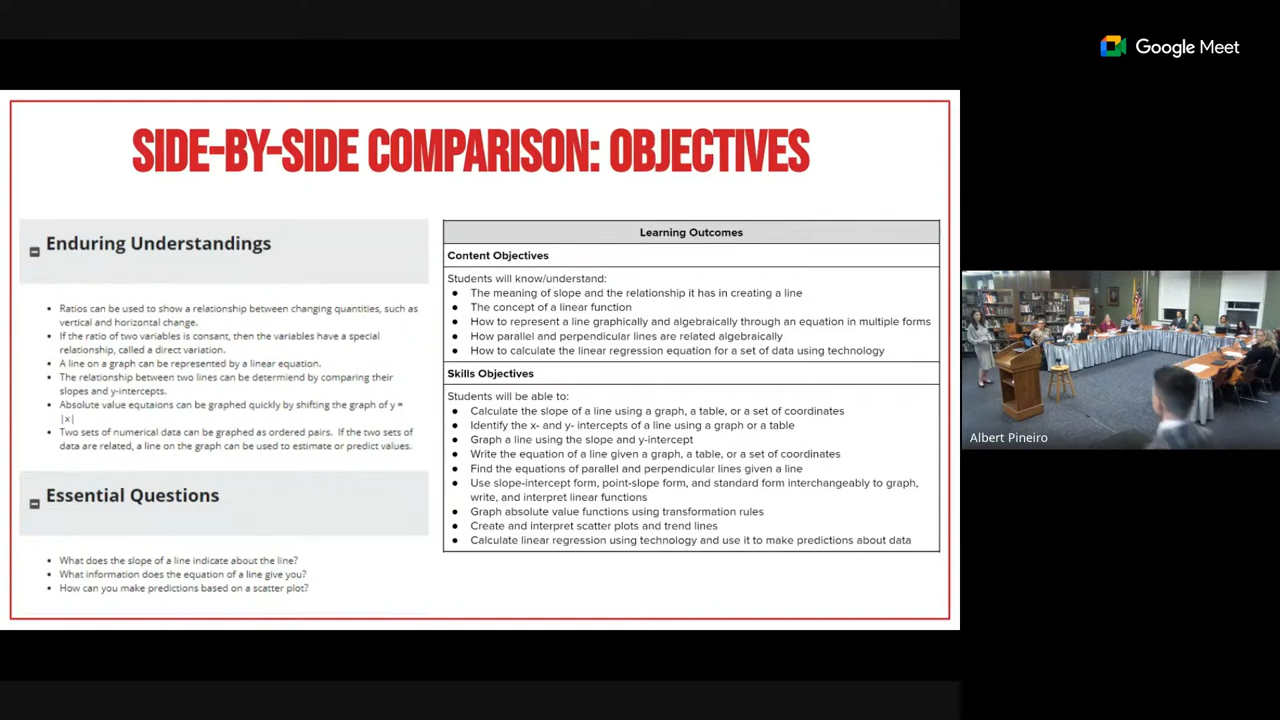 Google Meet
SIDE-BY-SIDE COMPARISON: OBJECTIVES
Enduring Understandings
Ratios can be used to show a relationship between changing quantities, such as
vertical and horizontal change.
If the ratio of two variables is consant, then the variables have a special
relationship, called a direct variation.
A line on a graph can be represented by a linear equation.
The relationship between two lines can be determiend by comparing their
slopes and y-intercepts.
Absolute value equtaions can be graphed quickly by shifting the graph of y =
|x|
Two sets of numerical data can be graphed as ordered pairs. If the two sets of
data are related, a line on the graph can be used to estimate or predict values.
Essential Questions
What does the slope of a line indicate about the line?
What information does the equation of a line give you?
How can you make predictions based on a scatter plot?
Learning Outcomes
Content Objectives
Students will know/understand:
The meaning of slope and the relationship it has in creating a line
The concept of a linear function
How to represent a line graphically and algebraically through an equation in multiple forms
How parallel and perpendicular lines are related algebraically
How to calculate the linear regression equation for a set of data using technology
Skills Objectives
Students will be able to:
Calculate the slope of a line using a graph, a table, or a set of coordinates
Identify the x- and y- intercepts of a line using a graph or a table
Graph a line using the slope and y-intercept
Write the equation of a line given a graph, a table, or a set of coordinates
Find the equations of parallel and perpendicular lines given a line
Use slope-intercept form, point-slope form, and standard form interchangeably to graph,
write, and interpret linear functions
Graph absolute value functions using transformation rules
Create and interpret scatter plots and trend lines
Calculate linear regression using technology and use it to make predictions about data
Albert Pineiro